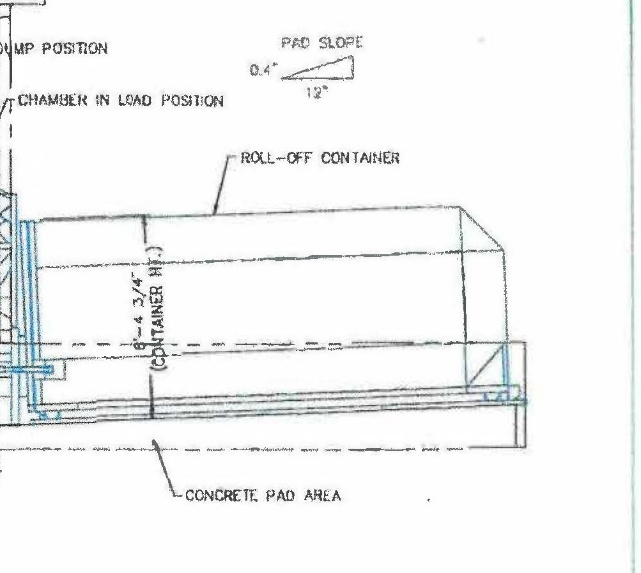 UMP POSITION
PAD SLOPE
0.4"
12"
CHAMBER IN LOAD POSITION
ROLL-OFF CONTAINER
8'-4 3/4"
(CONTAINER HT.)
CONCRETE PAD AREA